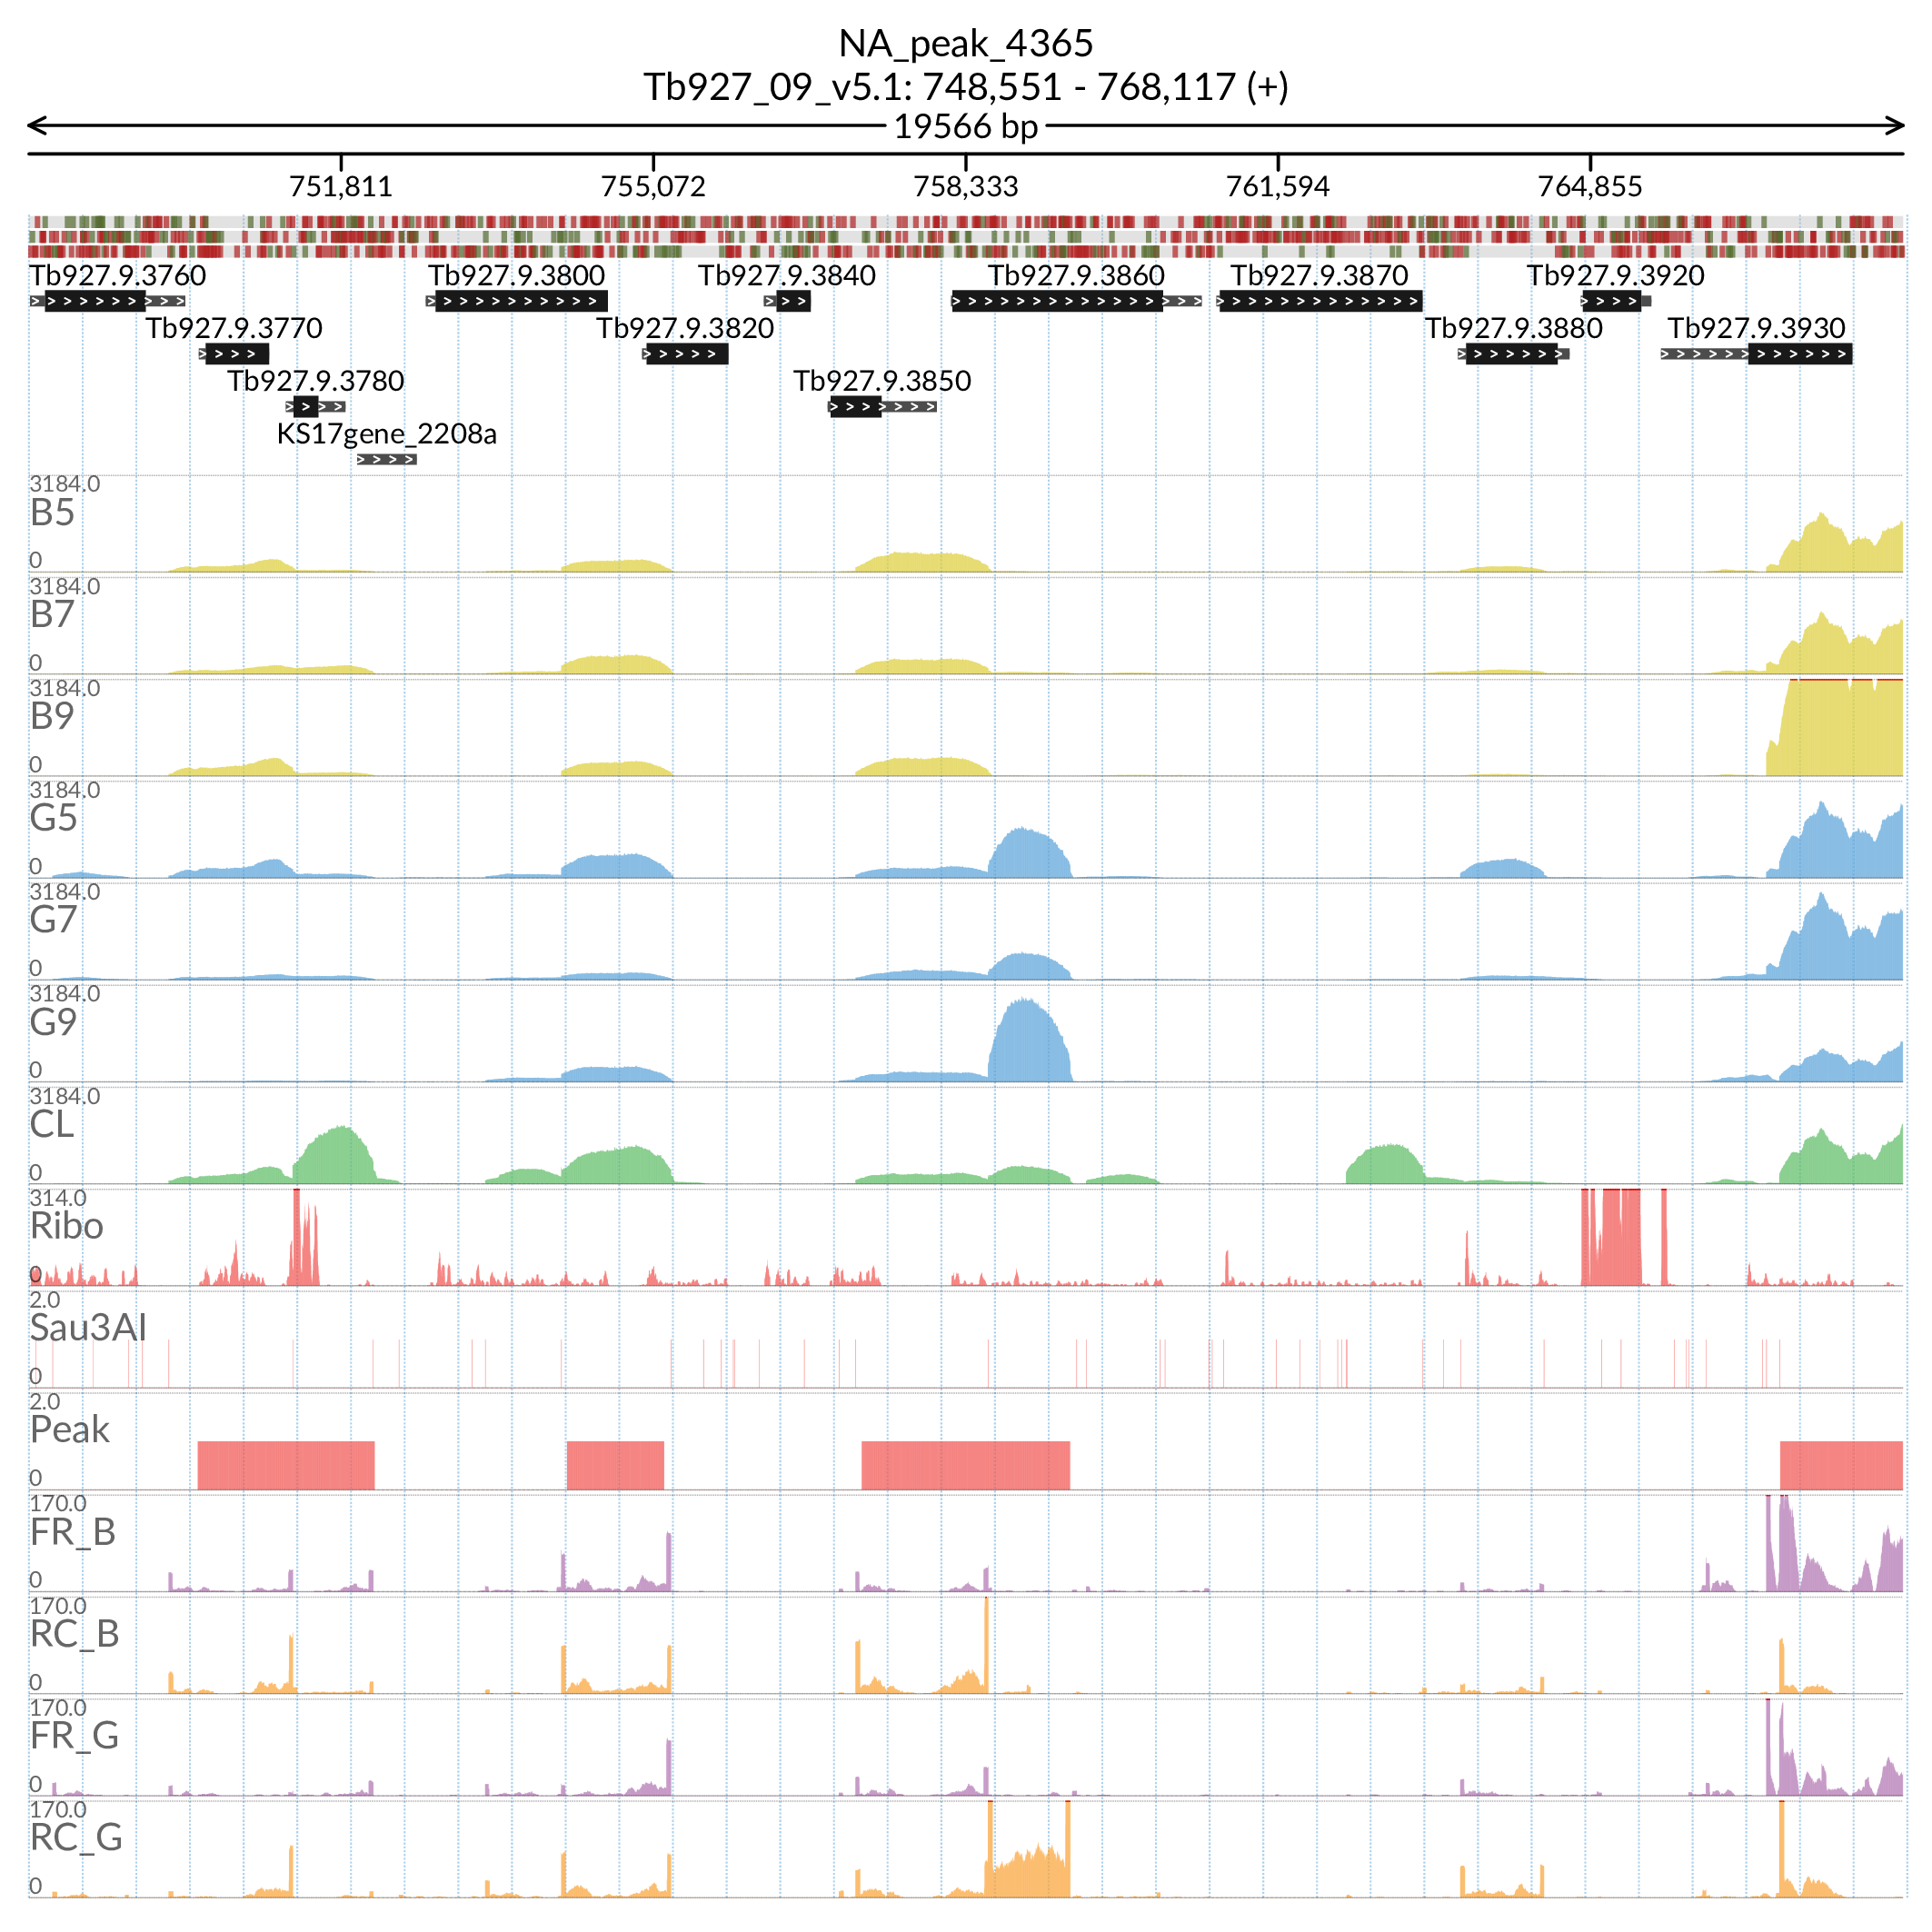 NA_peak_4365
Tb927_09_v5.1: 748,551 - 768,117 (+)
19566 bp
751,811 755,072 758,333 761,594 764,855
Tb927.9.3760 Tb927.9.3800 Tb927.9.3840 Tb927.9.3860 Tb927.9.3870 Tb927.9.3920
Tb927.9.3770 Tb927.9.3820 Tb927.9.3880 Tb927.9.3930
Tb927.9.3780 Tb927.9.3850
KS17gene_2208a
3184.0
B5
0
3184.0
B7
0
3184.0
B9
0
3184.0
G5
0
3184.0
G7
0
3184.0
G9
0
3184.0
CL
0
314.0
Ribo
0
2.0
Sau3AI
0
2.0
Peak
0
170.0
FR_B
0
170.0
RC_B
0
170.0
FR_G
0
170.0
RC_G
0